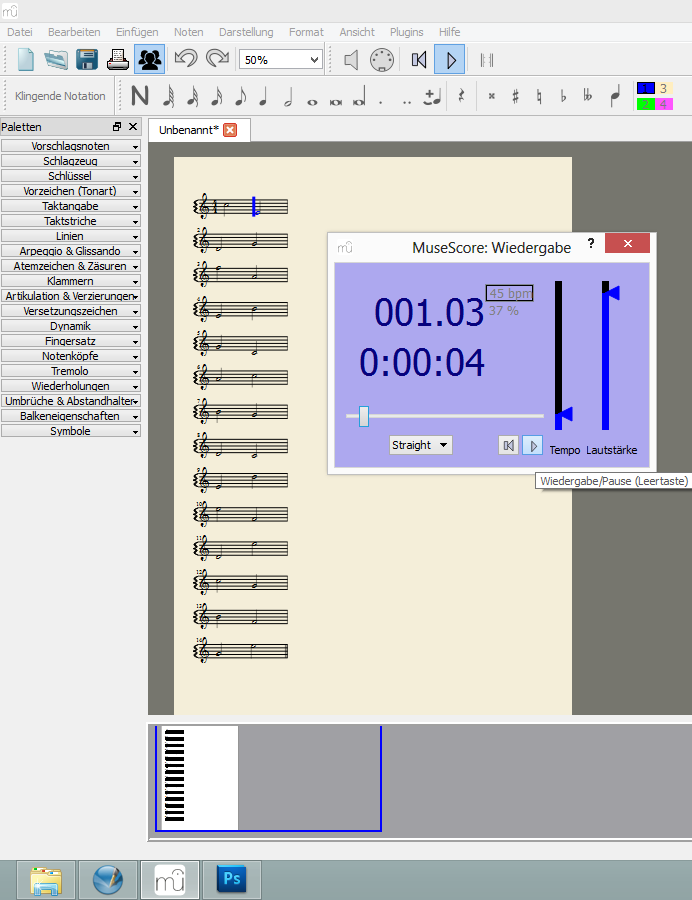 mu
Datei Bearbeiten Einfügen Noten Darstellung Format Ansicht Plugins Hilfe
50%
Klingende Notation N 1 3
2 4
Paletten
Unbenannt*
Vorschlagsnoten
Schlagzeug
Schlüssel
Vorzeichen (Tonart)
Taktangabe
Taktstriche
Linien
Arpeggio & Glissando
Atemzeichen & Zäsuren
Klammern
Artikulation & Verzierungen
Versetzungszeichen
Dynamik
Fingersatz
Notenköpfe
Tremolo
Wiederholungen
Umbrüche & Abstandhalter
Balkeneigenschaften
Symbole
mu MuseScore: Wiedergabe ?
45 bpm
001.03 37 %
0:00:04
Straight
Tempo Lautstärke
Wiedergabe/Pause (Leertaste)
mu Ps